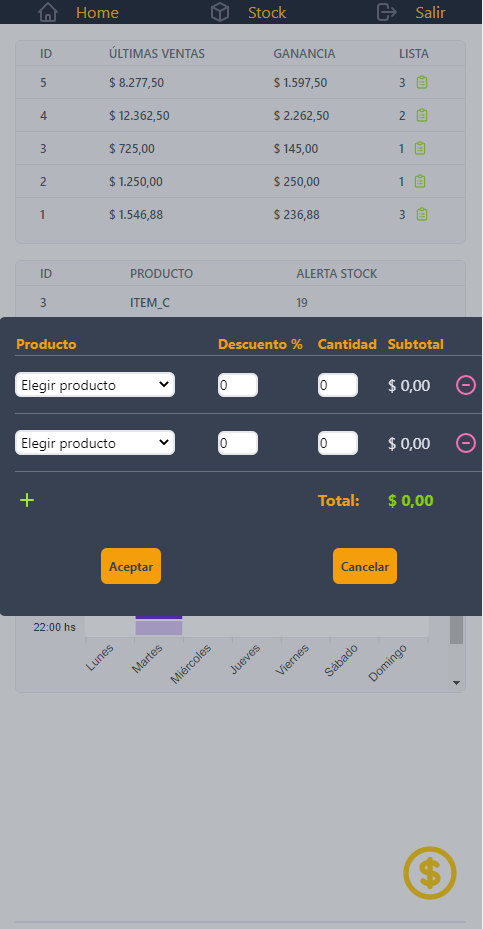 Home Stock Salir
ID ÚLTIMAS VENTAS GANANCIA LISTA
5 $ 8.277,50 $ 1.597,50 3
4 $ 12.362,50 $ 2.262,50 2
3 $ 725,00 $ 145,00 1
2 $ 1.250,00 $ 250,00 1
1 $ 1.546,88 $ 236,88 3
ID PRODUCTO ALERTA STOCK
3 ITEM_C 19
Producto Descuento % Cantidad Subtotal
Elegir producto 0 0 $ 0,00
Elegir producto 0 0 $ 0,00
+ Total: $ 0,00
Aceptar Cancelar
22:00 hs
Lunes Martes Miércoles Jueves Viernes Sábado Domingo
$